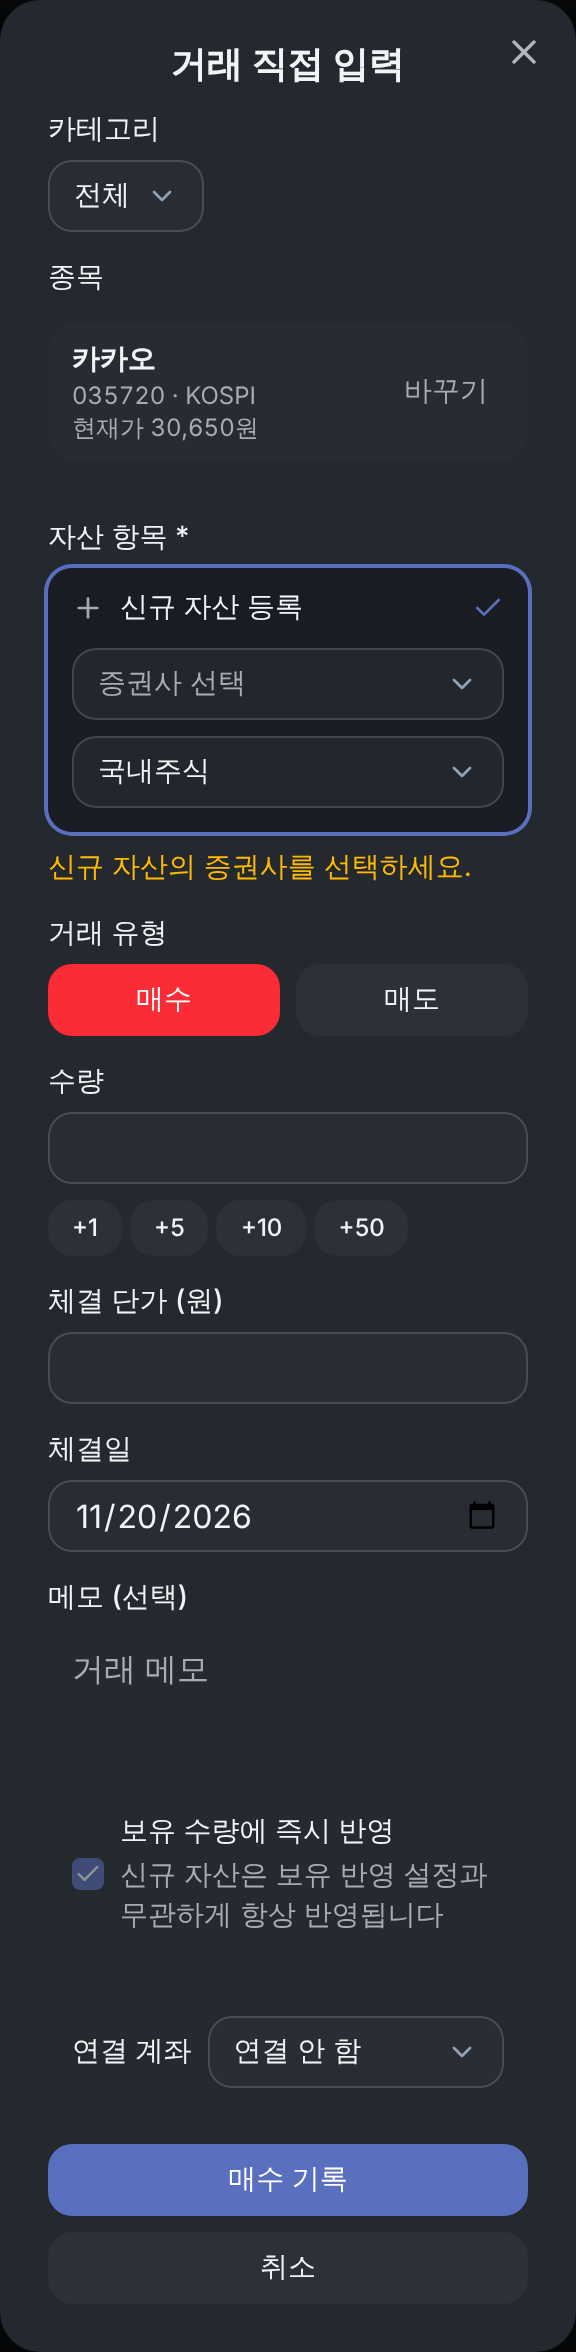 거래 직접 입력
카테고리
전체
종목
카카오
035720 · KOSPI
현재가 30,650원
바꾸기
자산 항목 *
신규 자산 등록
증권사 선택
국내주식
신규 자산의 증권사를 선택하세요.
거래 유형
매수
매도
수량
+1
+5
+10
+50
체결 단가 (원)
체결일
11/20/2026
메모 (선택)
거래 메모
보유 수량에 즉시 반영
신규 자산은 보유 반영 설정과
무관하게 항상 반영됩니다
연결 계좌
연결 안 함
매수 기록
취소